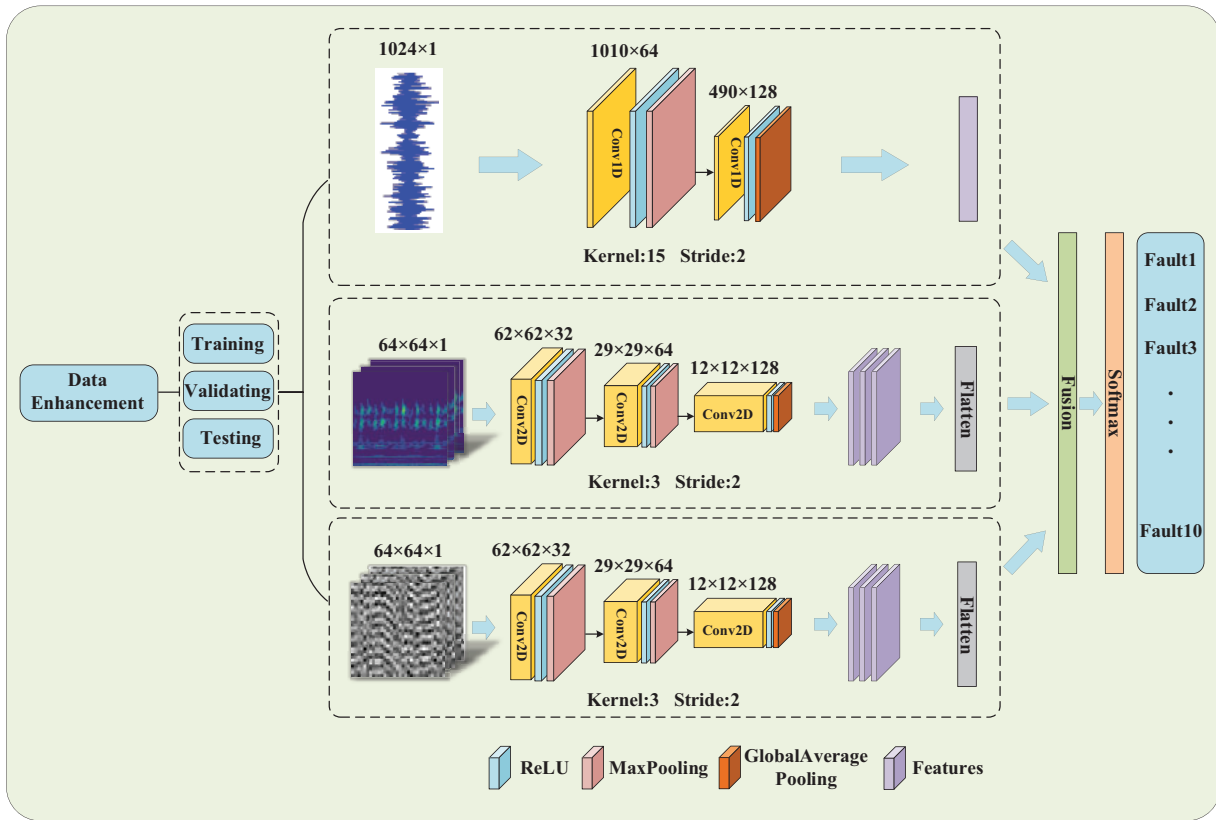 Data
Enhancement
Training
Validating
Testing
1024×1
1010×64
490×128
Conv1D
Conv1D
Kernel:15 Stride:2
64×64×1
62×62×32
29×29×64
12×12×128
Conv2D
Conv2D
Conv2D
Flatten
Kernel:3 Stride:2
64×64×1
62×62×32
29×29×64
12×12×128
Conv2D
Conv2D
Conv2D
Flatten
Kernel:3 Stride:2
Fusion
Softmax
Fault1
Fault2
Fault3
.
.
.
Fault10
ReLU
MaxPooling
GlobalAverage
Pooling
Features